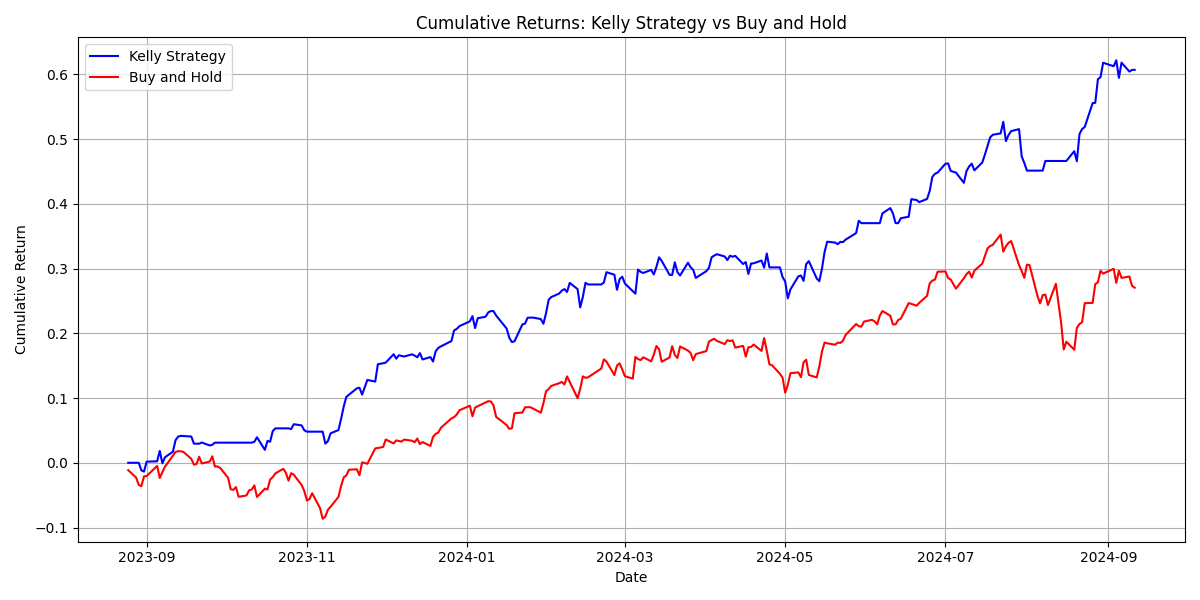 Cumulative Returns: Kelly Strategy vs Buy and Hold
Kelly Strategy
Buy and Hold
Cumulative Return
0.6
0.5
0.4
0.3
0.2
0.1
0.0
−0.1
2023-09 2023-11 2024-01 2024-03 2024-05 2024-07 2024-09
Date